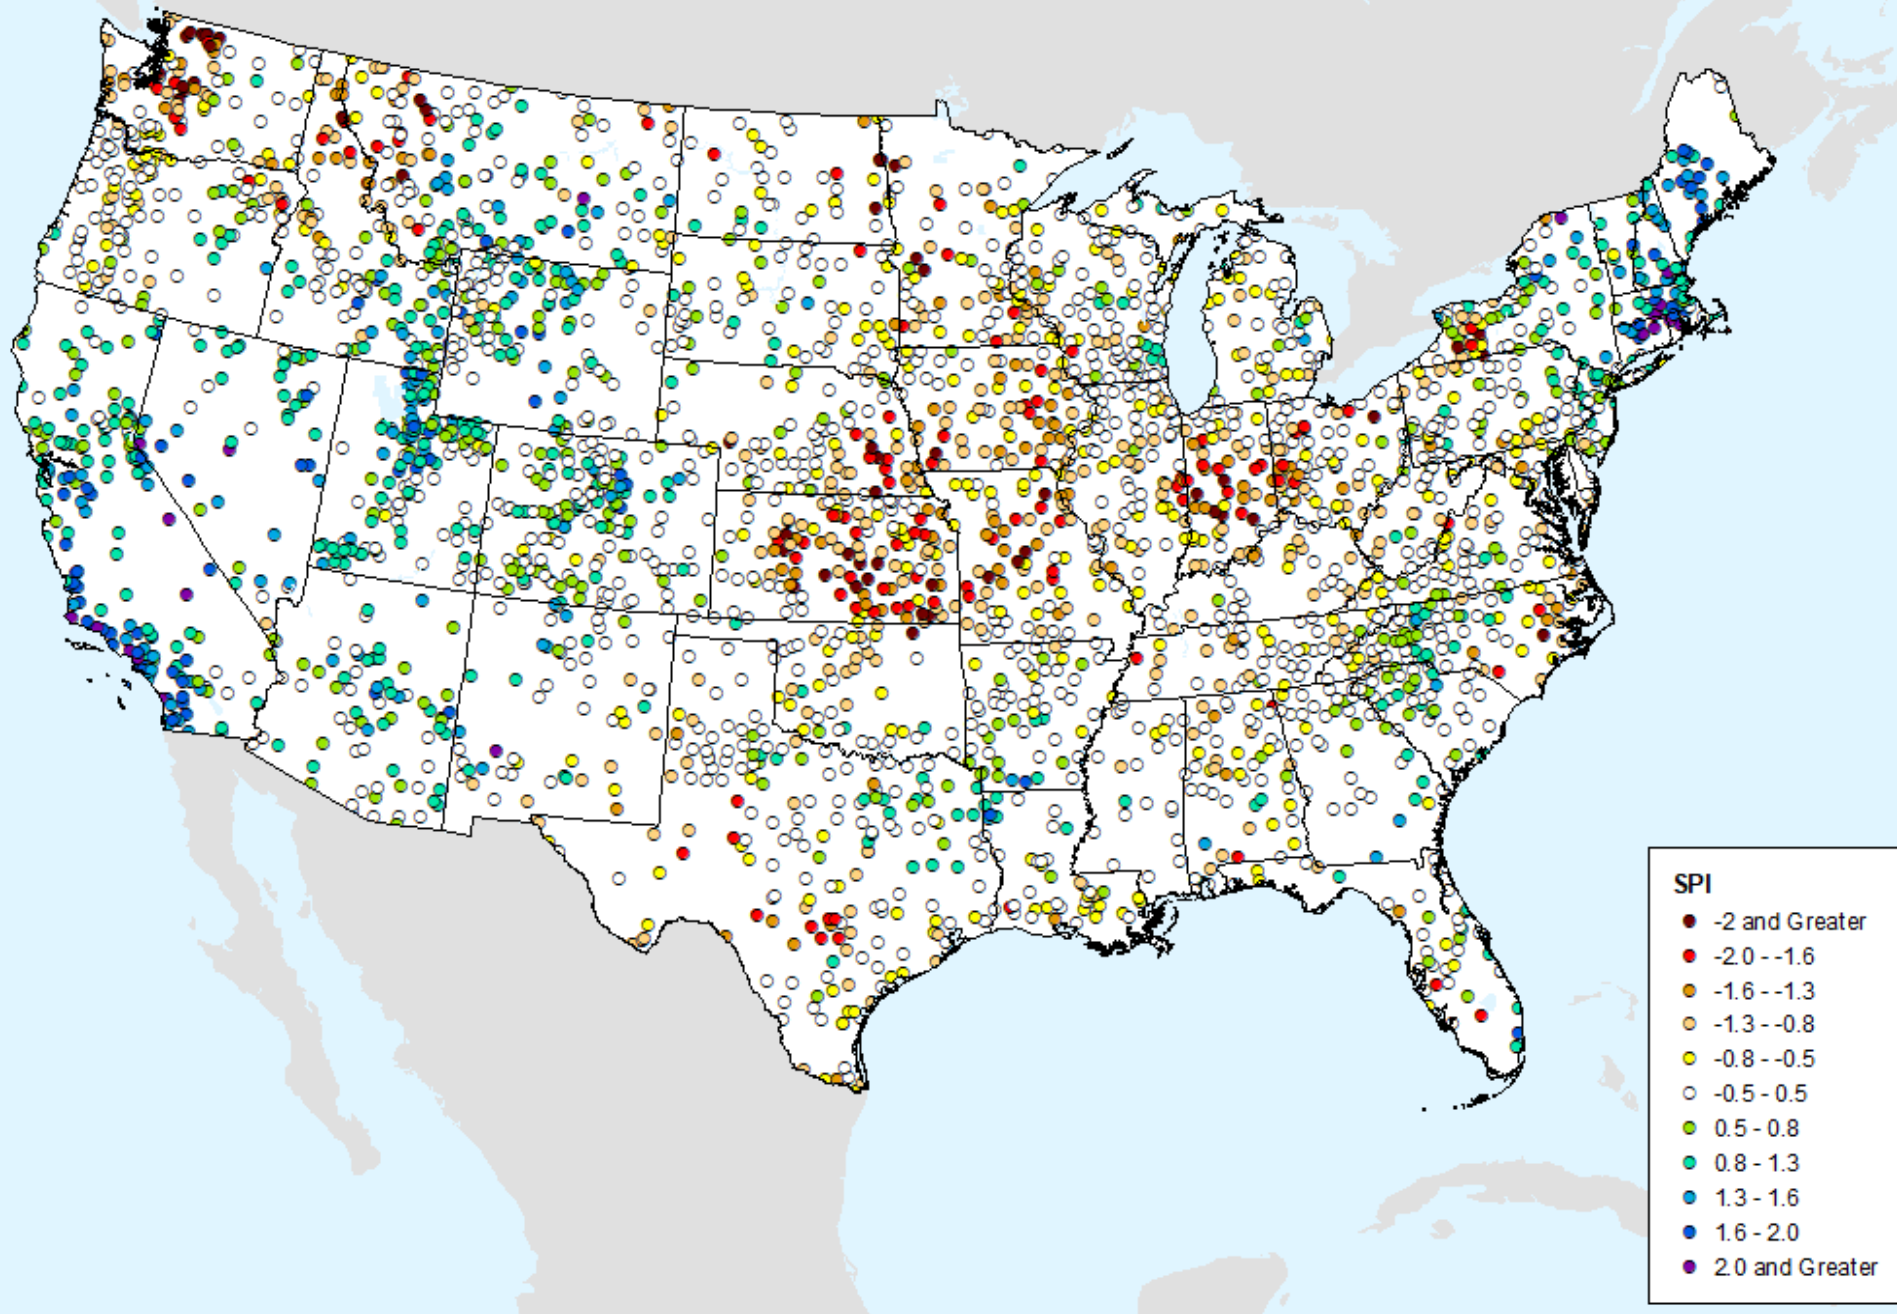 SPI
-2 and Greater
-2.0 - -1.6
-1.6 - -1.3
-1.3 - -0.8
-0.8 - -0.5
-0.5 - 0.5
0.5 - 0.8
0.8 - 1.3
1.3 - 1.6
1.6 - 2.0
2.0 and Greater